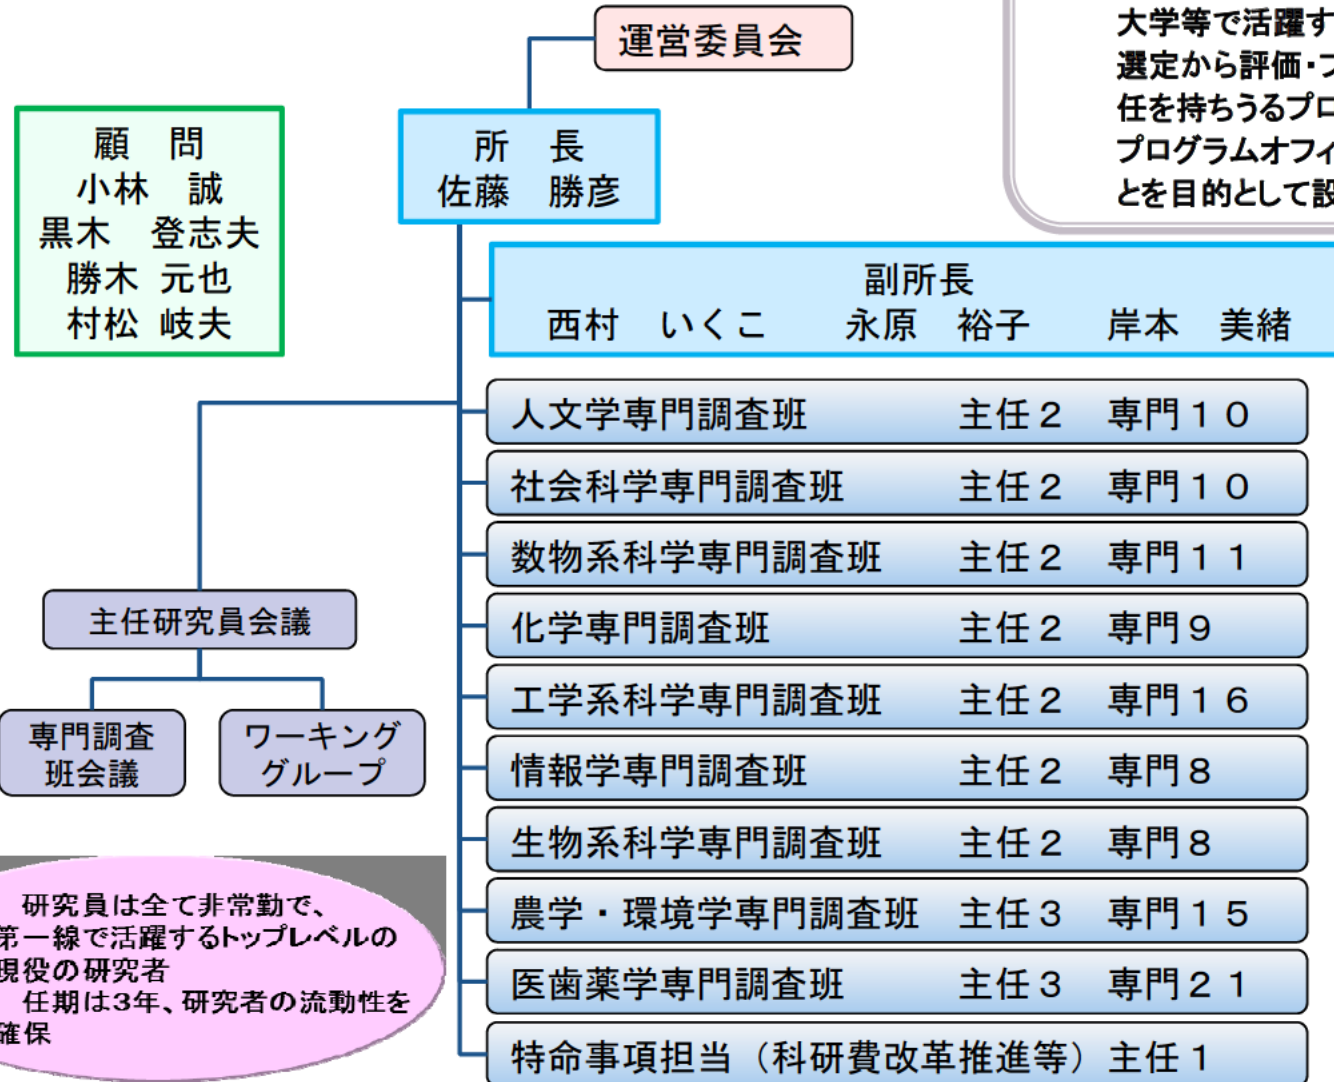 運営委員会
大学等で活躍す
選定から評価・フ
任を持ちうるプロ
プログラムオフィ
とを目的として設
顧　問
小林　誠
黒木　登志夫
勝木 元也
村松 岐夫
所　長
佐藤　勝彦
副所長
西村　いくこ　　永原　裕子　　岸本　美緒
人文学専門調査班　主任２　専門１０
社会科学専門調査班　主任２　専門１０
数物系科学専門調査班　主任２　専門１１
化学専門調査班　主任２　専門９
工学系科学専門調査班　主任２　専門１６
情報学専門調査班　主任２　専門８
生物系科学専門調査班　主任２　専門８
農学・環境学専門調査班　主任３　専門１５
医歯薬学専門調査班　主任３　専門２１
特命事項担当（科研費改革推進等）主任１
主任研究員会議
専門調査
班会議
ワーキング
グループ
研究員は全て非常勤で、
第一線で活躍するトップレベルの
現役の研究者
任期は3年、研究者の流動性を
確保